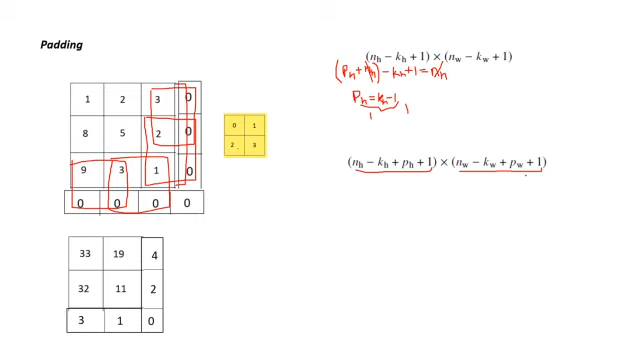 Padding
(n_h − k_h + 1) × (n_w − k_w + 1)
(P_h + n_h) − k_h + 1 = n_h
P_h = k_h − 1
1 1
1 2 3 0
8 5 2 0
9 3 1 0
0 0 0 0
0 1
2 3
(n_h − k_h + p_h + 1) × (n_w − k_w + p_w + 1)
33 19 4
32 11 2
3 1 0